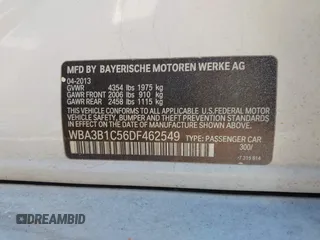 MFD BY BAYERISCHE MOTOREN WERKE AG
04-2013
GVWR 4354 lbs 1975 kg
GAWR FRONT 2006 lbs 910 kg
GAWR REAR 2458 lbs 1115 kg
THIS VEHICLE CONFORMS TO ALL APPLICABLE
U.S. FEDERAL MOTOR VEHICLE SAFETY, BUMPER,
AND THEFT PREVENTION STANDARDS IN EFFECT ON
THE DATE OF MANUFACTURE SHOWN ABOVE.
WBA3B1C56DF462549 TYPE: PASSENGER CAR
300/
DREAMBID